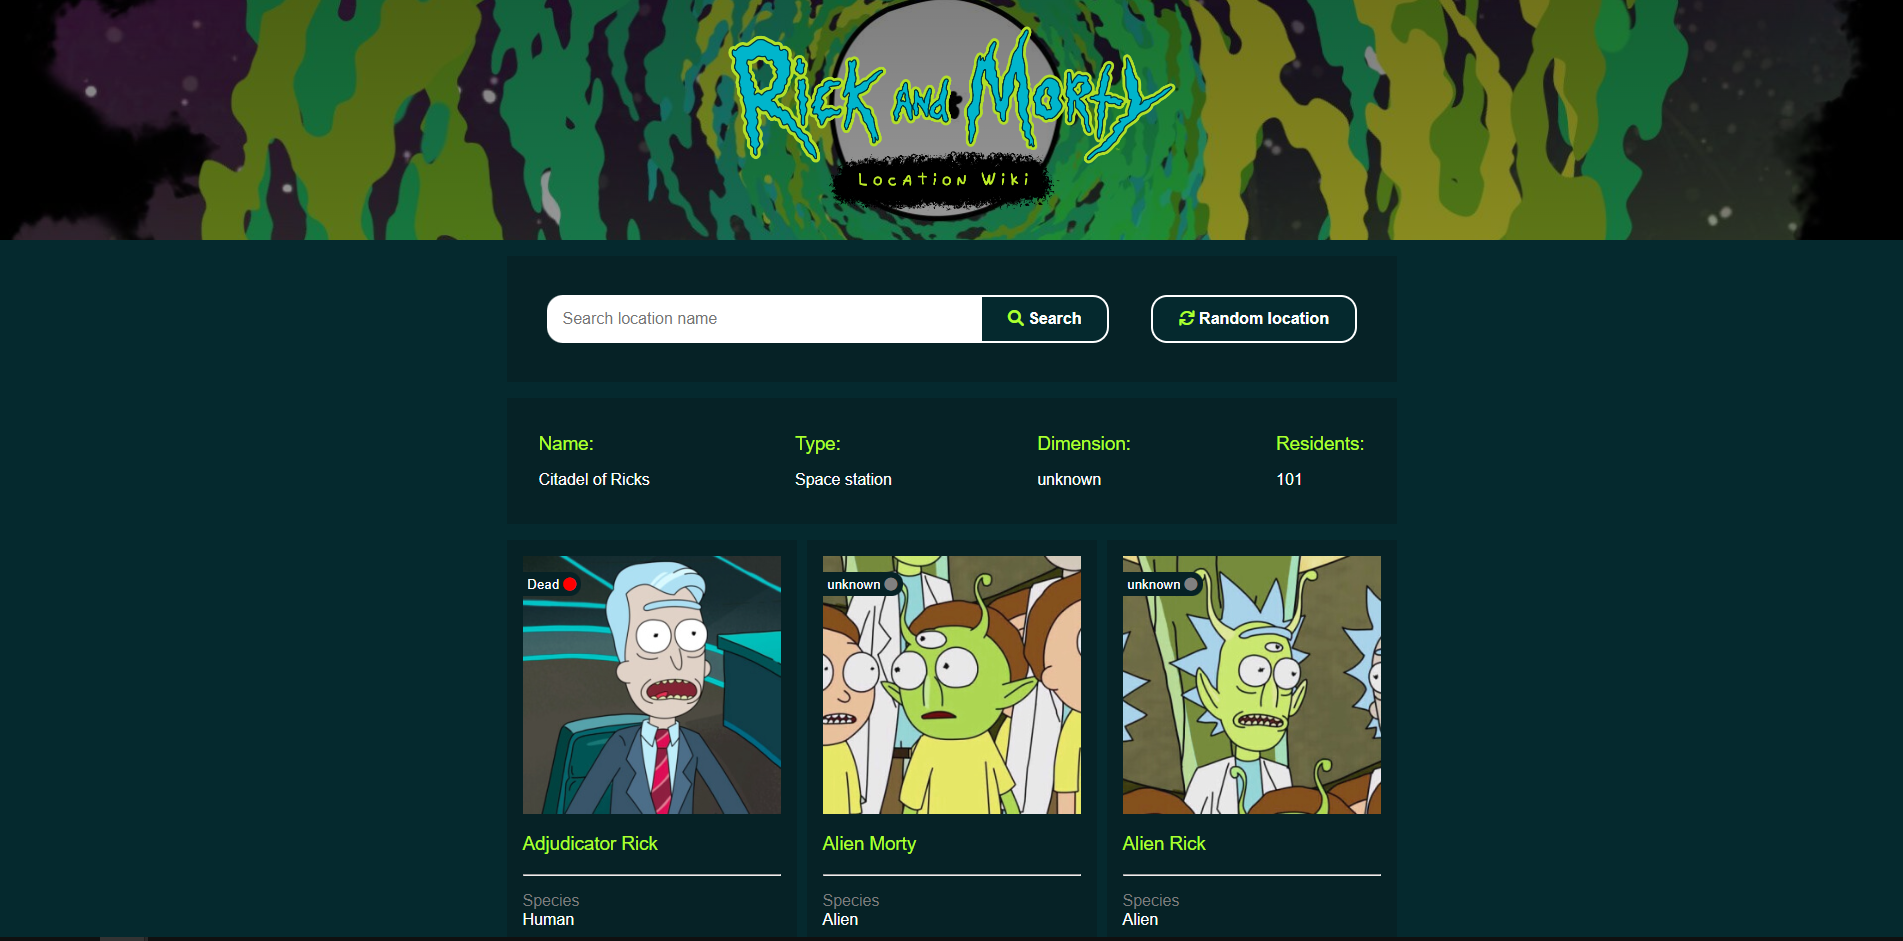 Rick and Morty
Location Wiki
Search location name
Search
Random location
Name:
Type:
Dimension:
Residents:
Citadel of Ricks
Space station
unknown
101
Dead
unknown
unknown
Adjudicator Rick
Alien Morty
Alien Rick
Species
Species
Species
Human
Alien
Alien